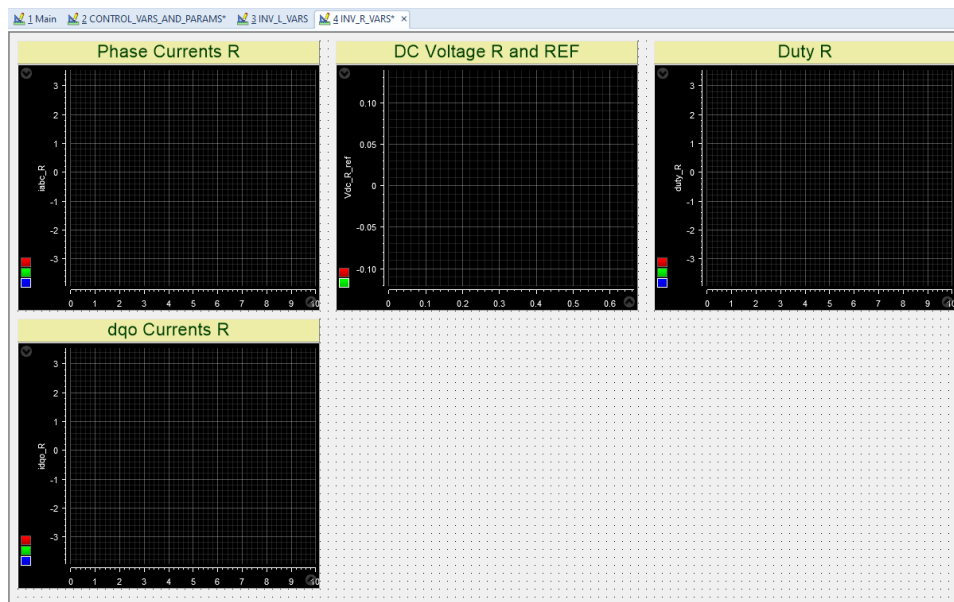 1 Main 2 CONTROL_VARS_AND_PARAMS* 3 INV_L_VARS 4 INV_R_VARS* ×
Phase Currents R
3
2
1
0
-1
-2
-3
iabc_R
0 1 2 3 4 5 6 7 8 9 10
DC Voltage R and REF
0.10
0.05
0
-0.05
-0.10
Vdc_R_ref
0 0.1 0.2 0.3 0.4 0.5 0.6
Duty R
3
2
1
0
-1
-2
-3
duty_R
0 1 2 3 4 5 6 7 8 9 10
dqo Currents R
3
2
1
0
-1
-2
-3
idqo_R
0 1 2 3 4 5 6 7 8 9 10